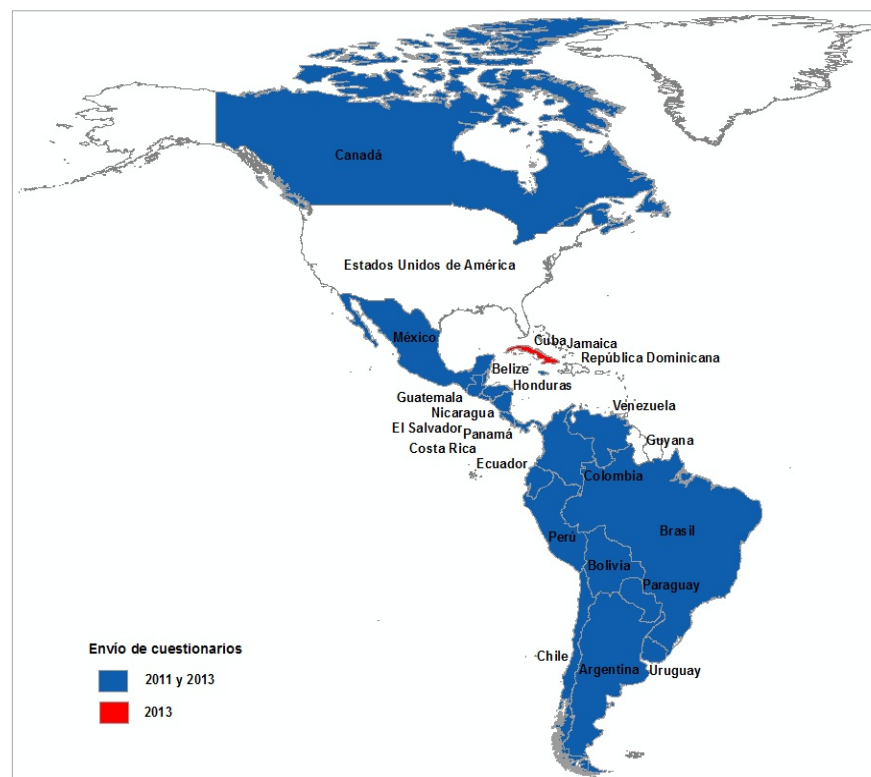 Canadá
Estados Unidos de América
México
Cuba
Jamaica
República Dominicana
Belize
Honduras
Guatemala
Nicaragua
El Salvador
Panamá
Costa Rica
Venezuela
Guyana
Ecuador
Colombia
Perú
Brasil
Bolivia
Paraguay
Chile
Argentina
Uruguay
Envío de cuestionarios
2011 y 2013
2013